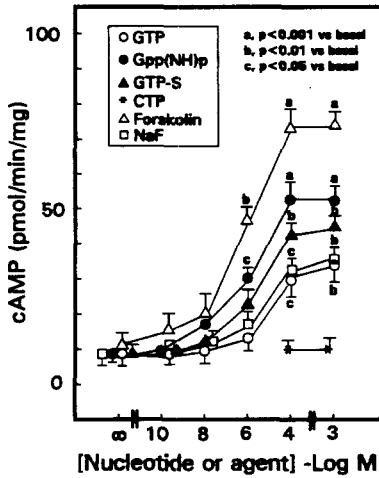 100
50
0
cAMP (pmol/min/mg)
GTP
Gpp(NH)p
GTP-S
CTP
Forskolin
NaF
a, p<0.001 vs basal
b, p<0.01 vs basal
c, p<0.05 vs basal
a a
b
a a
c b b
c b
c b
∞ 10 8 6 4 3
[Nucleotide or agent] -Log M